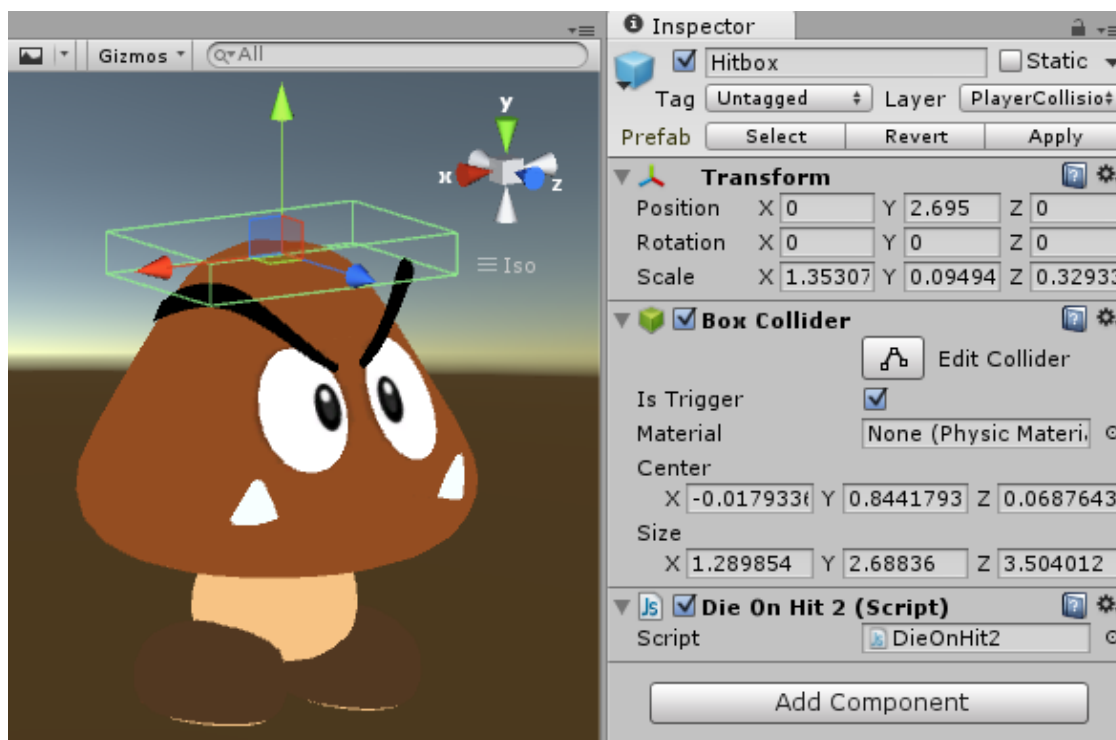 Gizmos All
y
x
z
Iso
Inspector
Hitbox Static
Tag Untagged Layer PlayerCollisio
Prefab Select Revert Apply
Transform
Position X 0 Y 2.695 Z 0
Rotation X 0 Y 0 Z 0
Scale X 1.35307 Y 0.09494 Z 0.32933
Box Collider
Edit Collider
Is Trigger
Material None (Physic Materi
Center
X -0.0179336 Y 0.8441793 Z 0.0687643
Size
X 1.289854 Y 2.68836 Z 3.504012
Js Die On Hit 2 (Script)
Script DieOnHit2
Add Component